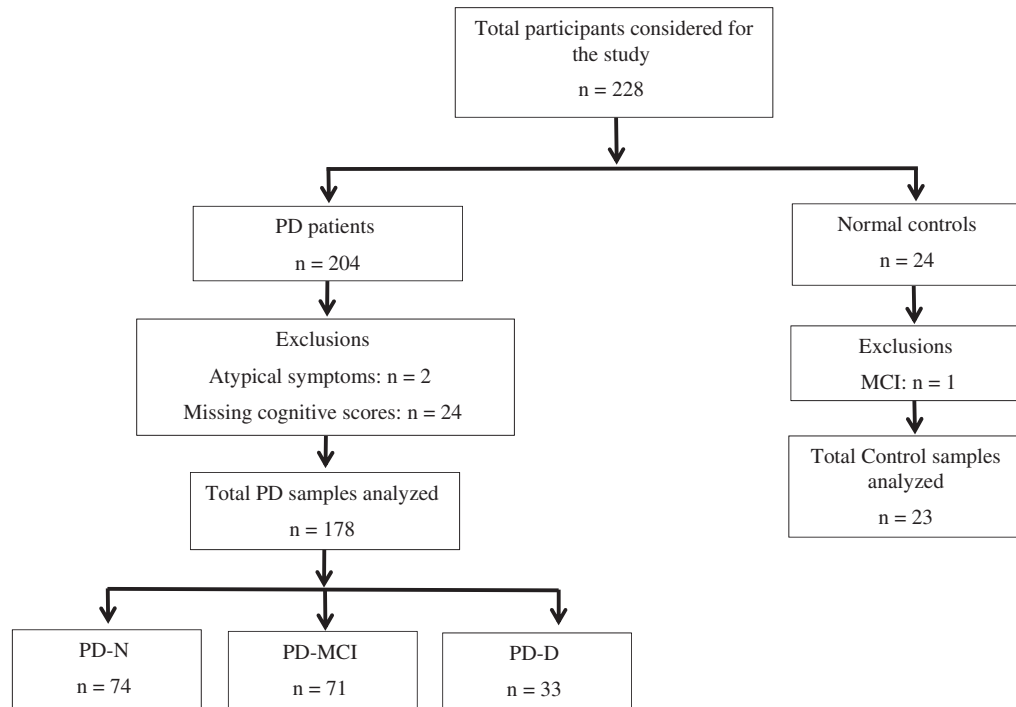 Total participants considered for
the study
n = 228
PD patients
n = 204
Normal controls
n = 24
Exclusions
Atypical symptoms: n = 2
Missing cognitive scores: n = 24
Exclusions
MCI: n = 1
Total PD samples analyzed
n = 178
Total Control samples
analyzed
n = 23
PD-N
n = 74
PD-MCI
n = 71
PD-D
n = 33